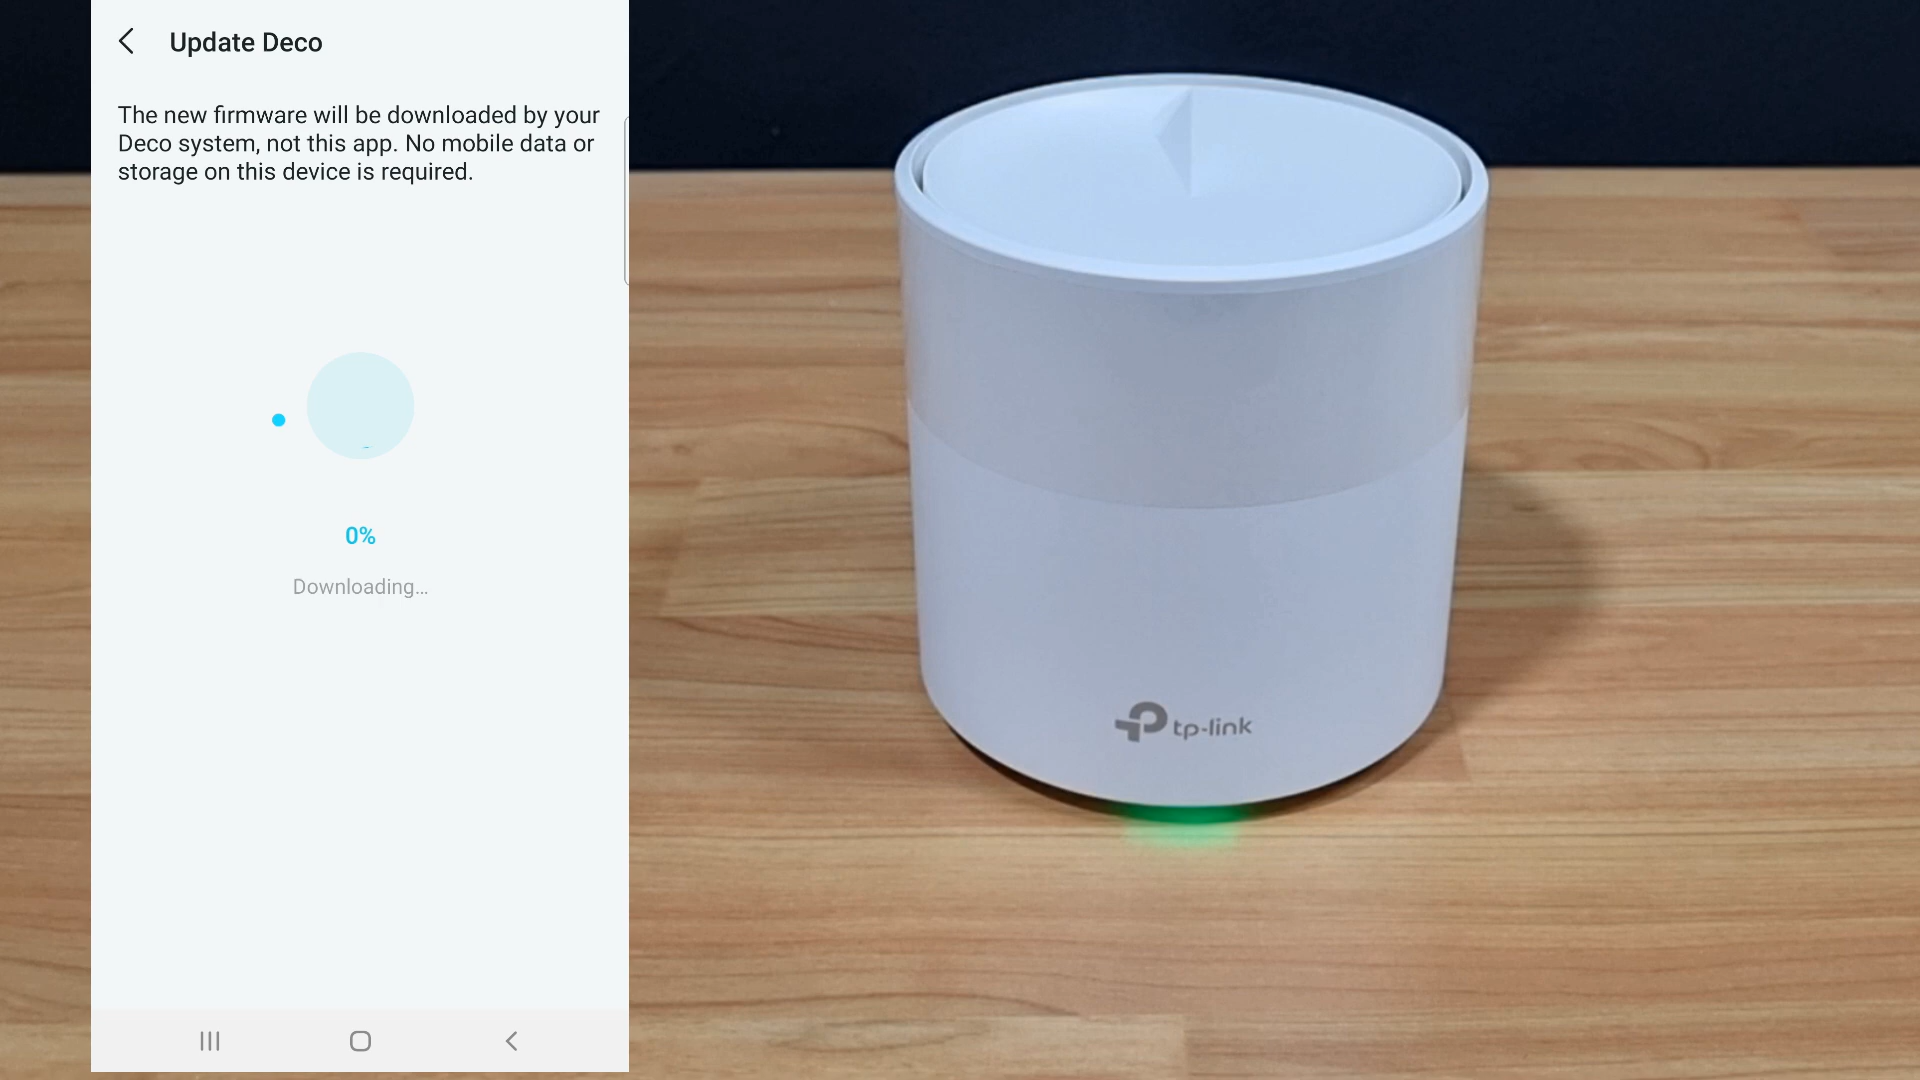 Update Deco
The new firmware will be downloaded by your
Deco system, not this app. No mobile data or
storage on this device is required.
0%
Downloading...
tp-link